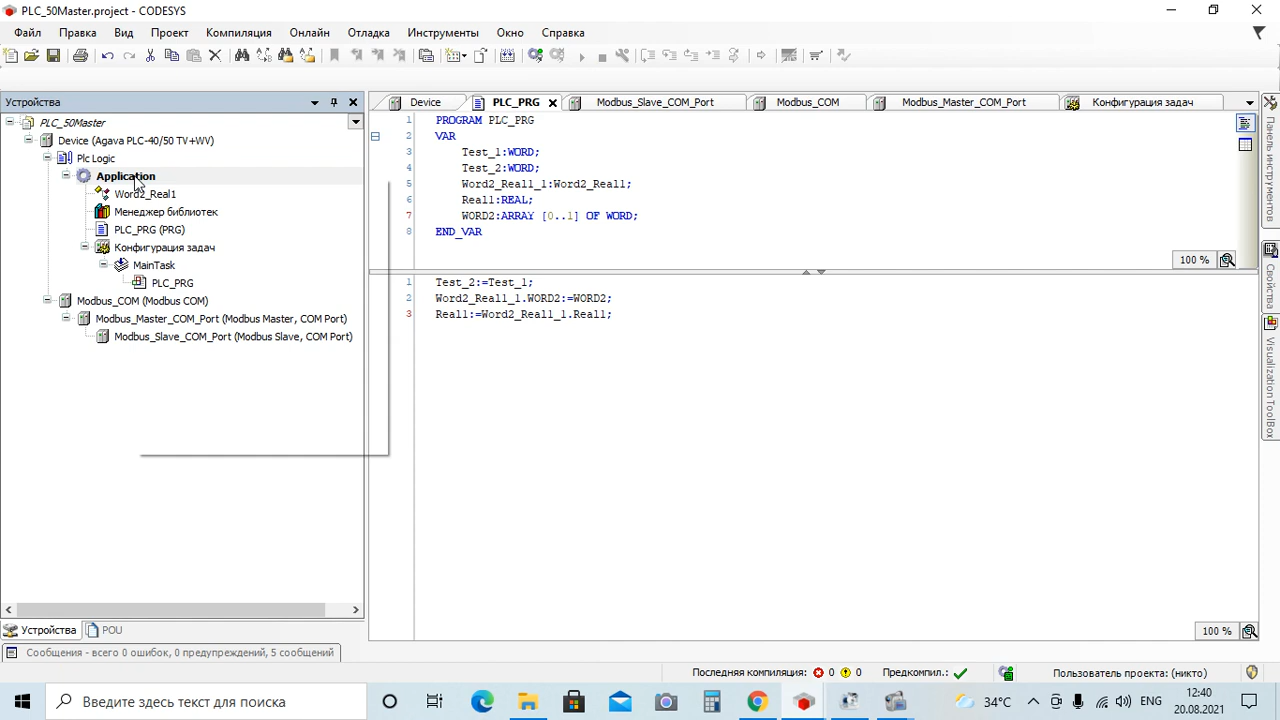 PLC_50Master.project - CODESYS
Файл Правка Вид Проект Компиляция Онлайн Отладка Инструменты Окно Справка
Устройства
Device PLC_PRG Modbus_Slave_COM_Port Modbus_COM Modbus_Master_COM_Port Конфигурация задач
PLC_50Master
Device (Agava PLC-40/50 TV+WV)
Plc Logic
Application
Word2_Real1
Менеджер библиотек
PLC_PRG (PRG)
Конфигурация задач
MainTask
PLC_PRG
Modbus_COM (Modbus COM)
Modbus_Master_COM_Port (Modbus Master, COM Port)
Modbus_Slave_COM_Port (Modbus Slave, COM Port)
Устройства POU
1 PROGRAM PLC_PRG
2 VAR
3 Test_1:WORD;
4 Test_2:WORD;
5 Word2_Real1_1:Word2_Real1;
6 Real1:REAL;
7 WORD2:ARRAY [0..1] OF WORD;
8 END_VAR
100 %
1 Test_2:=Test_1;
2 Word2_Real1_1.WORD2:=WORD2;
3 Real1:=Word2_Real1_1.Real1;
100 %
Панель инструментов
Свойства
Visualization ToolBox
Сообщения - всего 0 ошибок, 0 предупреждений, 5 сообщений
Последняя компиляция: 0 0 Предкомпил.: Пользователь проекта: (никто)
Введите здесь текст для поиска
34°C
ENG
12:40
20.08.2021